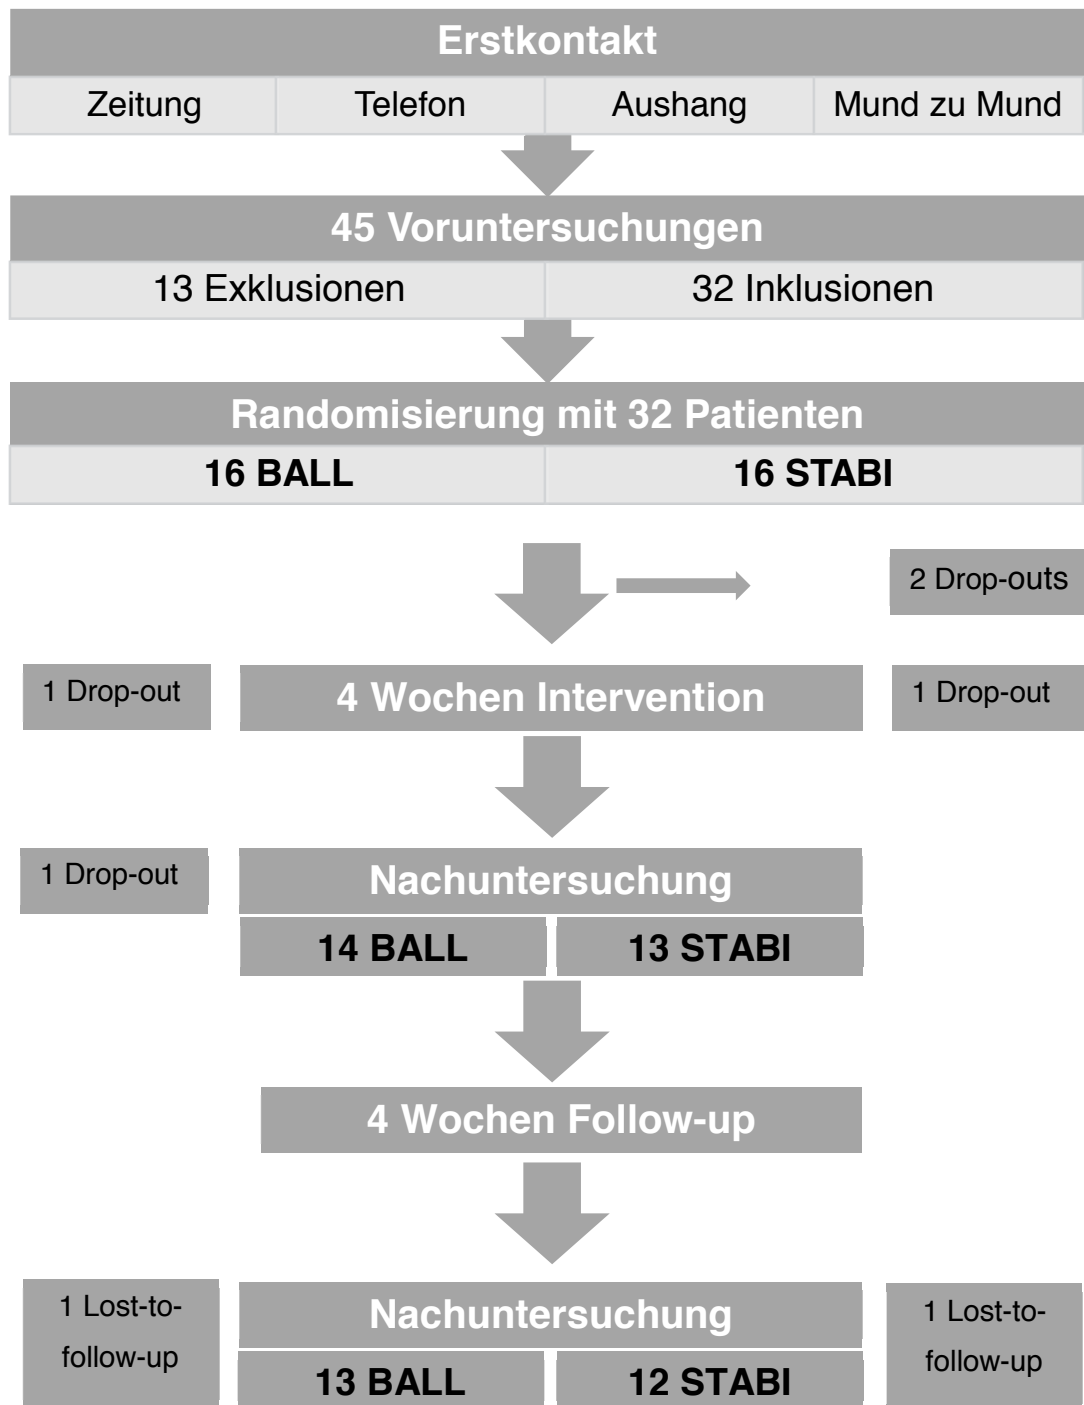 Erstkontakt
Zeitung Telefon Aushang Mund zu Mund
45 Voruntersuchungen
13 Exklusionen 32 Inklusionen
Randomisierung mit 32 Patienten
16 BALL 16 STABI
2 Drop-outs
1 Drop-out 4 Wochen Intervention 1 Drop-out
1 Drop-out Nachuntersuchung
14 BALL 13 STABI
4 Wochen Follow-up
1 Lost-to-
follow-up
Nachuntersuchung
13 BALL 12 STABI
1 Lost-to-
follow-up